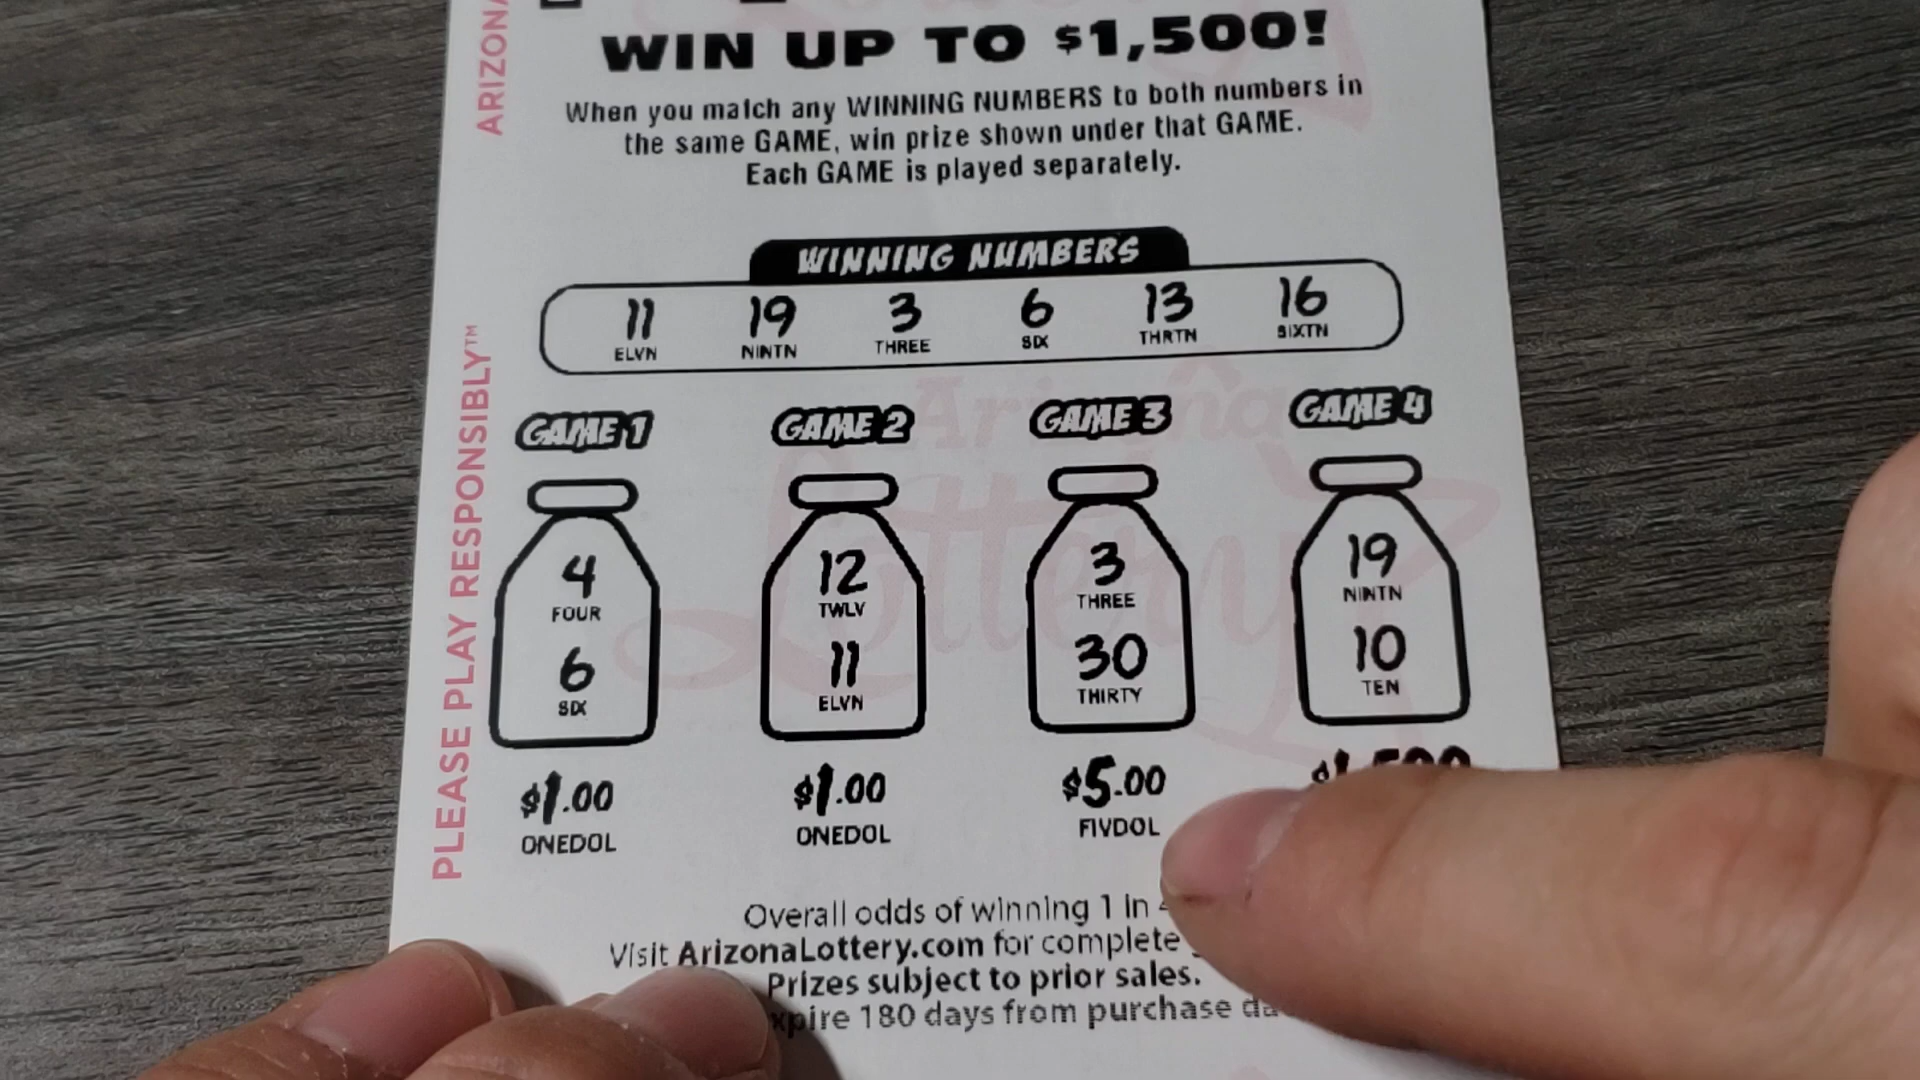 ARIZONA
PLEASE PLAY RESPONSIBLY™
WIN UP TO $1,500!
When you match any WINNING NUMBERS to both numbers in
the same GAME, win prize shown under that GAME.
Each GAME is played separately.
WINNING NUMBERS
11 19 3 6 13 16
ELVN NINTN THREE SIX THRTN SIXTN
GAME 1 GAME 2 GAME 3 GAME 4
4 12 3 19
FOUR TWLV THREE NINTN
6 11 30 10
SIX ELVN THIRTY TEN
$1.00 $1.00 $5.00 $1,500
ONEDOL ONEDOL FIVDOL
Overall odds of winning 1 in
Visit ArizonaLottery.com for complete
Prizes subject to prior sales.
xpire 180 days from purchase da
Arizona
Lottery